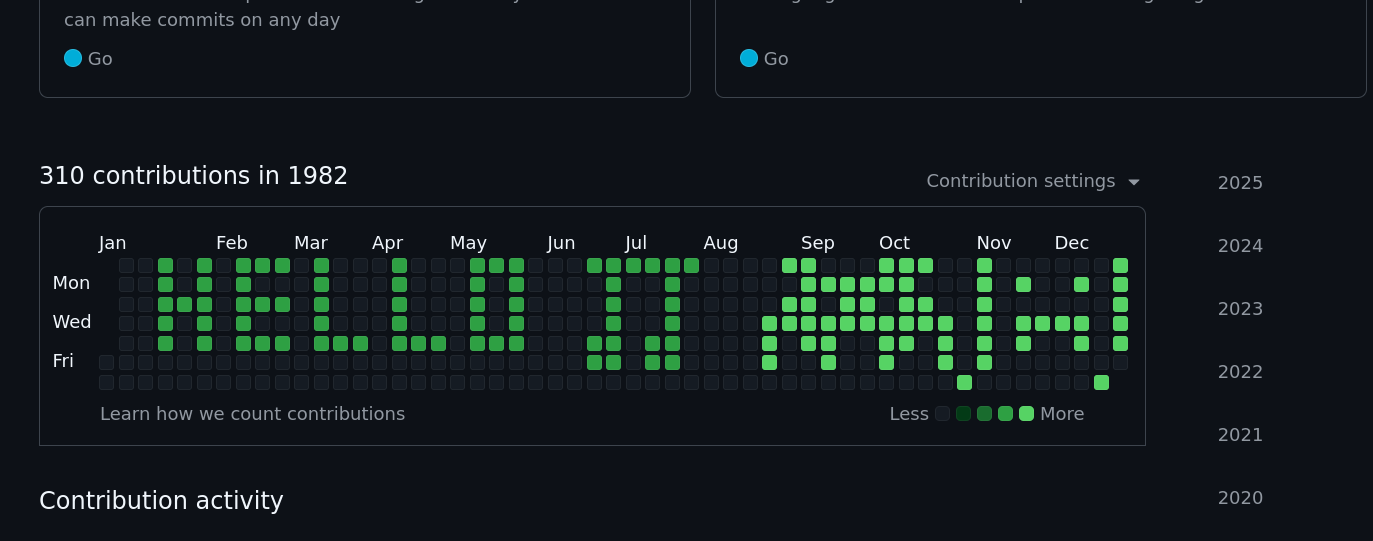 can make commits on any day
Go
Go
310 contributions in 1982
Contribution settings
2025
2024
2023
2022
2021
2020
Jan Feb Mar Apr May Jun Jul Aug Sep Oct Nov Dec
Mon
Wed
Fri
HELLO
Learn how we count contributions
Less More
Contribution activity